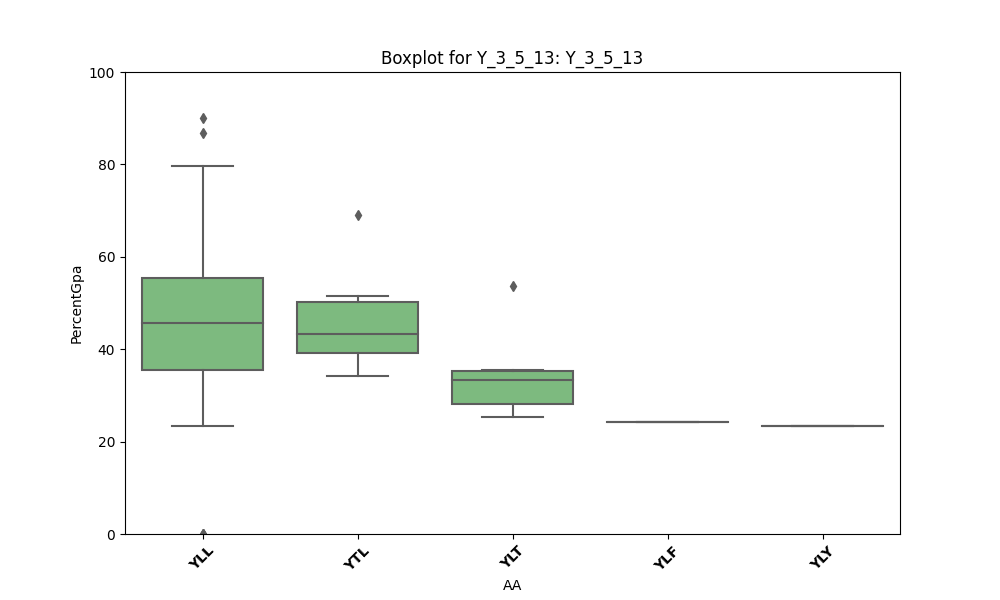 Boxplot for Y_3_5_13: Y_3_5_13
100
80
60
40
20
0
PercentGpa
YLL
YTL
YLT
YLF
YLY
AA